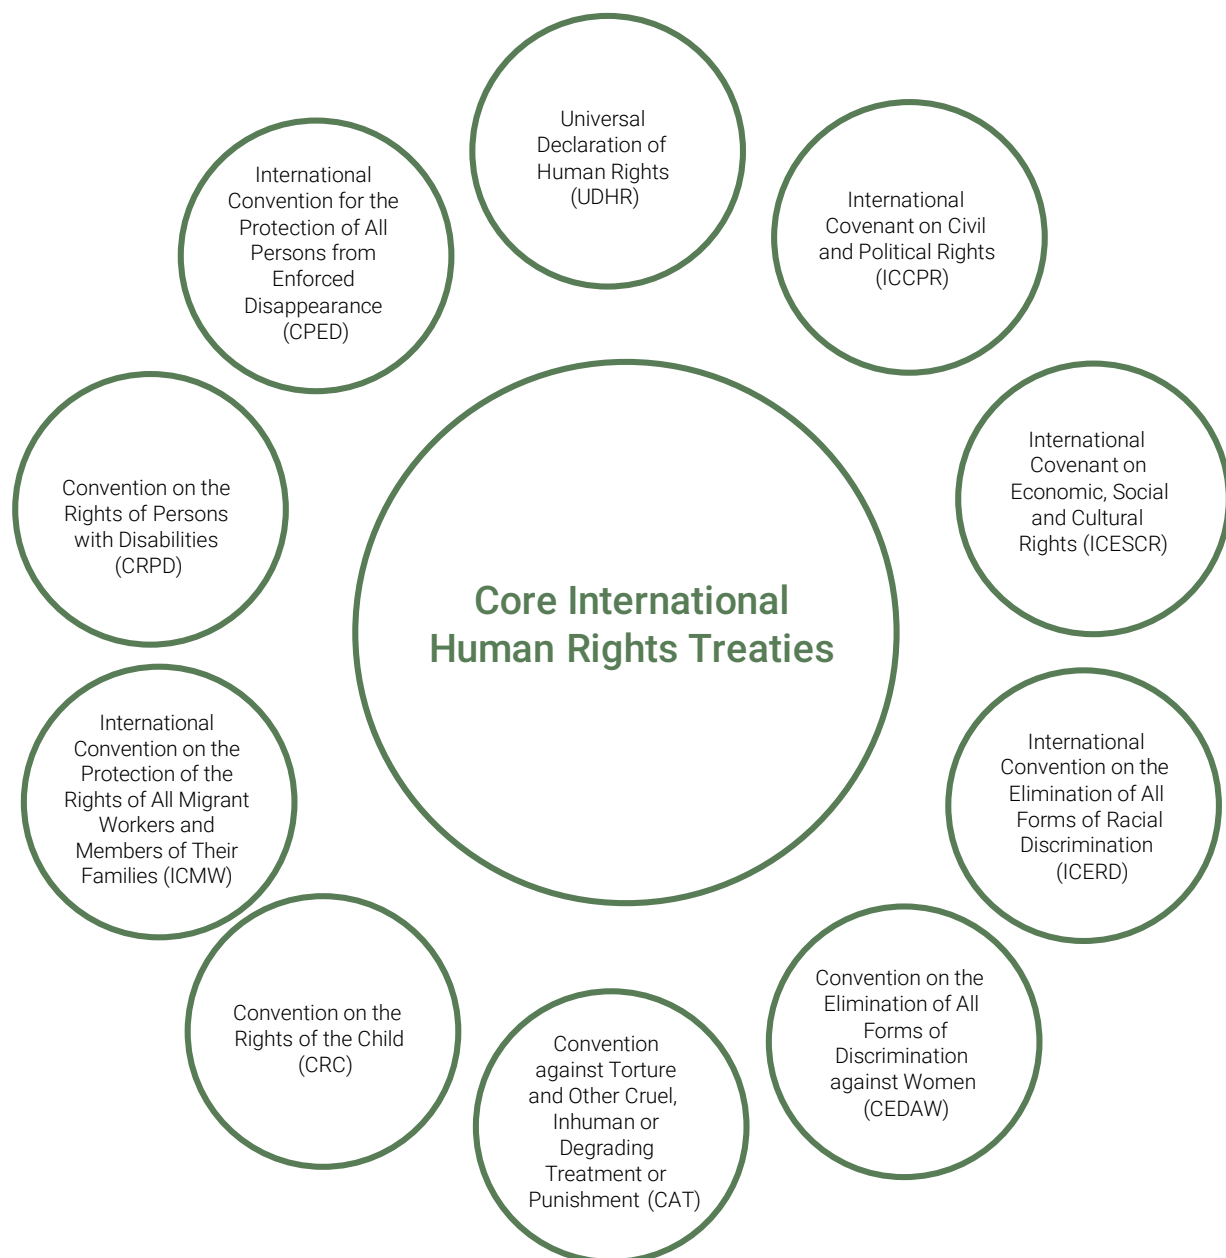 Universal
Declaration of
Human Rights
(UDHR)
International
Covenant on Civil
and Political Rights
(ICCPR)
International
Covenant on
Economic, Social
and Cultural
Rights (ICESCR)
International
Convention on the
Elimination of All
Forms of Racial
Discrimination
(ICERD)
Convention on the
Elimination of All
Forms of
Discrimination
against Women
(CEDAW)
Convention
against Torture
and Other Cruel,
Inhuman or
Degrading
Treatment or
Punishment (CAT)
Convention on the
Rights of the Child
(CRC)
International
Convention on the
Protection of the
Rights of All Migrant
Workers and
Members of Their
Families (ICMW)
Convention on the
Rights of Persons
with Disabilities
(CRPD)
International
Convention for the
Protection of All
Persons from
Enforced
Disappearance
(CPED)
Core International
Human Rights Treaties